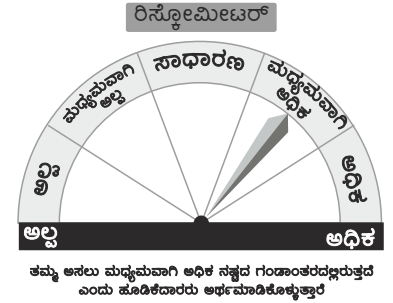 ರಿಸ್ಕೋಮೀಟರ್
ಅಲ್ಪ
ಮಧ್ಯಮವಾಗಿ
ಅಲ್ಪ
ಸಾಧಾರಣ
ಮಧ್ಯಮವಾಗಿ
ಅಧಿಕ
ಅಧಿಕ
ಅಲ್ಪ
ಅಧಿಕ
ತಮ್ಮ ಅಸಲು ಮಧ್ಯಮವಾಗಿ ಅಧಿಕ ನಷ್ಟದ ಗಂಡಾಂತರದಲ್ಲಿರುತ್ತದೆ
ಎಂದು ಹೂಡಿಕೆದಾರರು ಅರ್ಥಮಾಡಿಕೊಳ್ಳುತ್ತಾರೆ